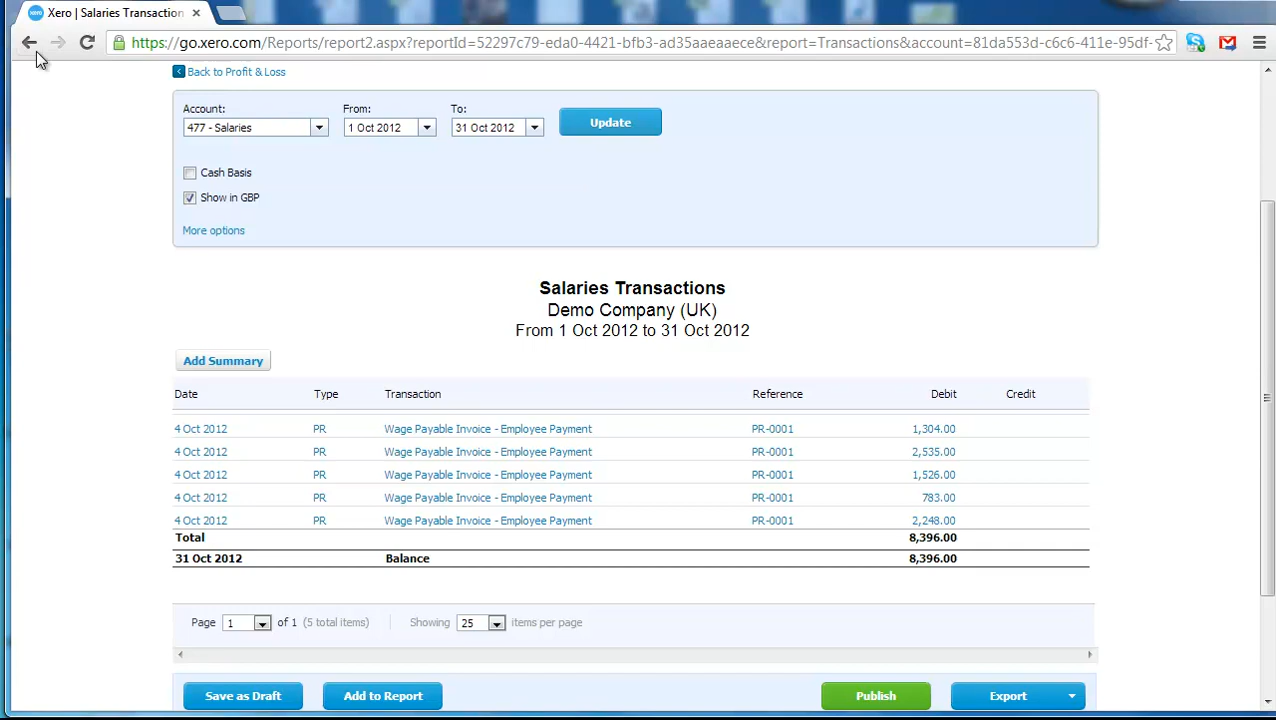 Xero | Salaries Transactions
https://go.xero.com/Reports/report2.aspx?reportId=52297c79-eda0-4421-bfb3-ad35aaeaaece&report=Transactions&account=81da553d-c6c6-411e-95df-
Back to Profit & Loss
Account: From: To:
477 - Salaries 1 Oct 2012 31 Oct 2012 Update
Cash Basis
Show in GBP
More options
Salaries Transactions
Demo Company (UK)
From 1 Oct 2012 to 31 Oct 2012
Add Summary
Date Type Transaction Reference Debit Credit
4 Oct 2012 PR Wage Payable Invoice - Employee Payment PR-0001 1,304.00
4 Oct 2012 PR Wage Payable Invoice - Employee Payment PR-0001 2,535.00
4 Oct 2012 PR Wage Payable Invoice - Employee Payment PR-0001 1,526.00
4 Oct 2012 PR Wage Payable Invoice - Employee Payment PR-0001 783.00
4 Oct 2012 PR Wage Payable Invoice - Employee Payment PR-0001 2,248.00
Total 8,396.00
31 Oct 2012 Balance 8,396.00
Page 1 of 1 (5 total items) Showing 25 items per page
Save as Draft Add to Report Publish Export